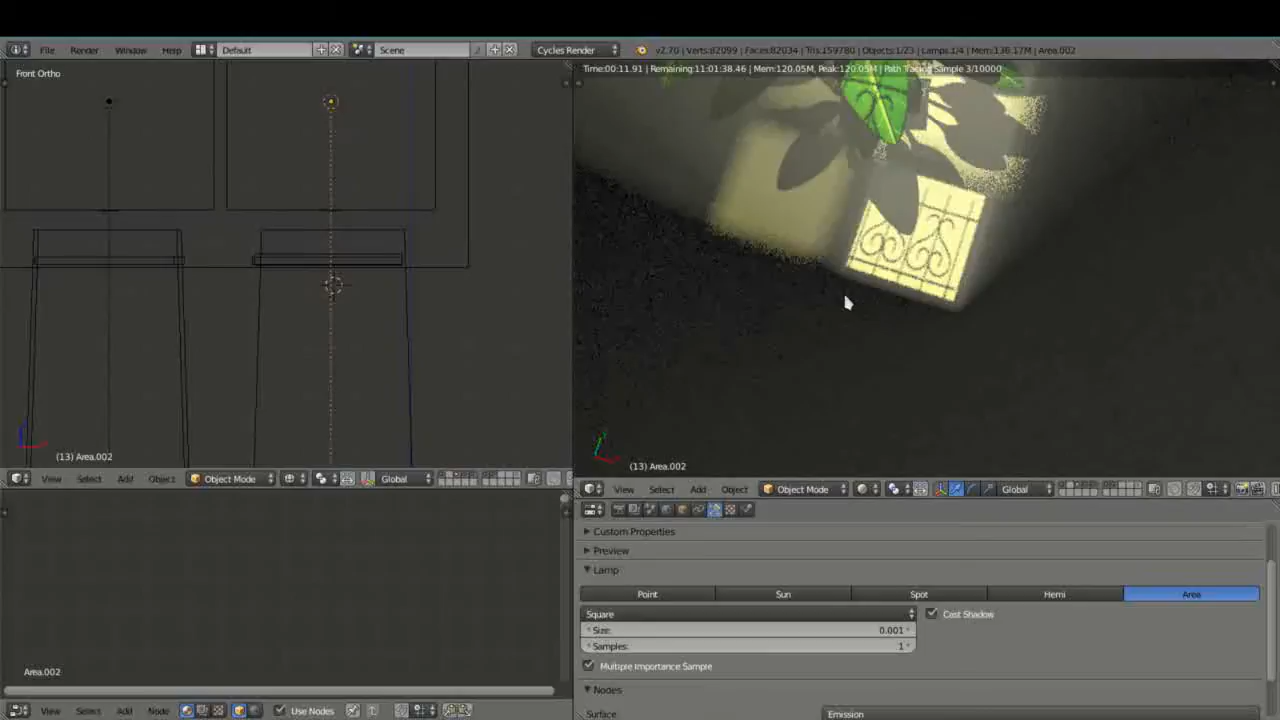 File Render Window Help Default Scene Cycles Render v2.70 | Verts:82099 | Faces:82034 | Tris:159780 | Objects:1/23 | Lamps:1/4 | Mem:136.17M | Area.002
Front Ortho
Time:00:11.91 | Remaining:11:01:38.46 | Mem:120.05M, Peak:120.05M | Path Tracing Sample 3/10000
(13) Area.002
(13) Area.002
View Select Add Object Object Mode Global
View Select Add Object Object Mode Global
Custom Properties
Preview
Lamp
Point Sun Spot Hemi Area
Square Cast Shadow
Size: 0.001
Samples: 1
Multiple Importance Sample
Area.002
Nodes
View Select Add Node Use Nodes
Surface Emission